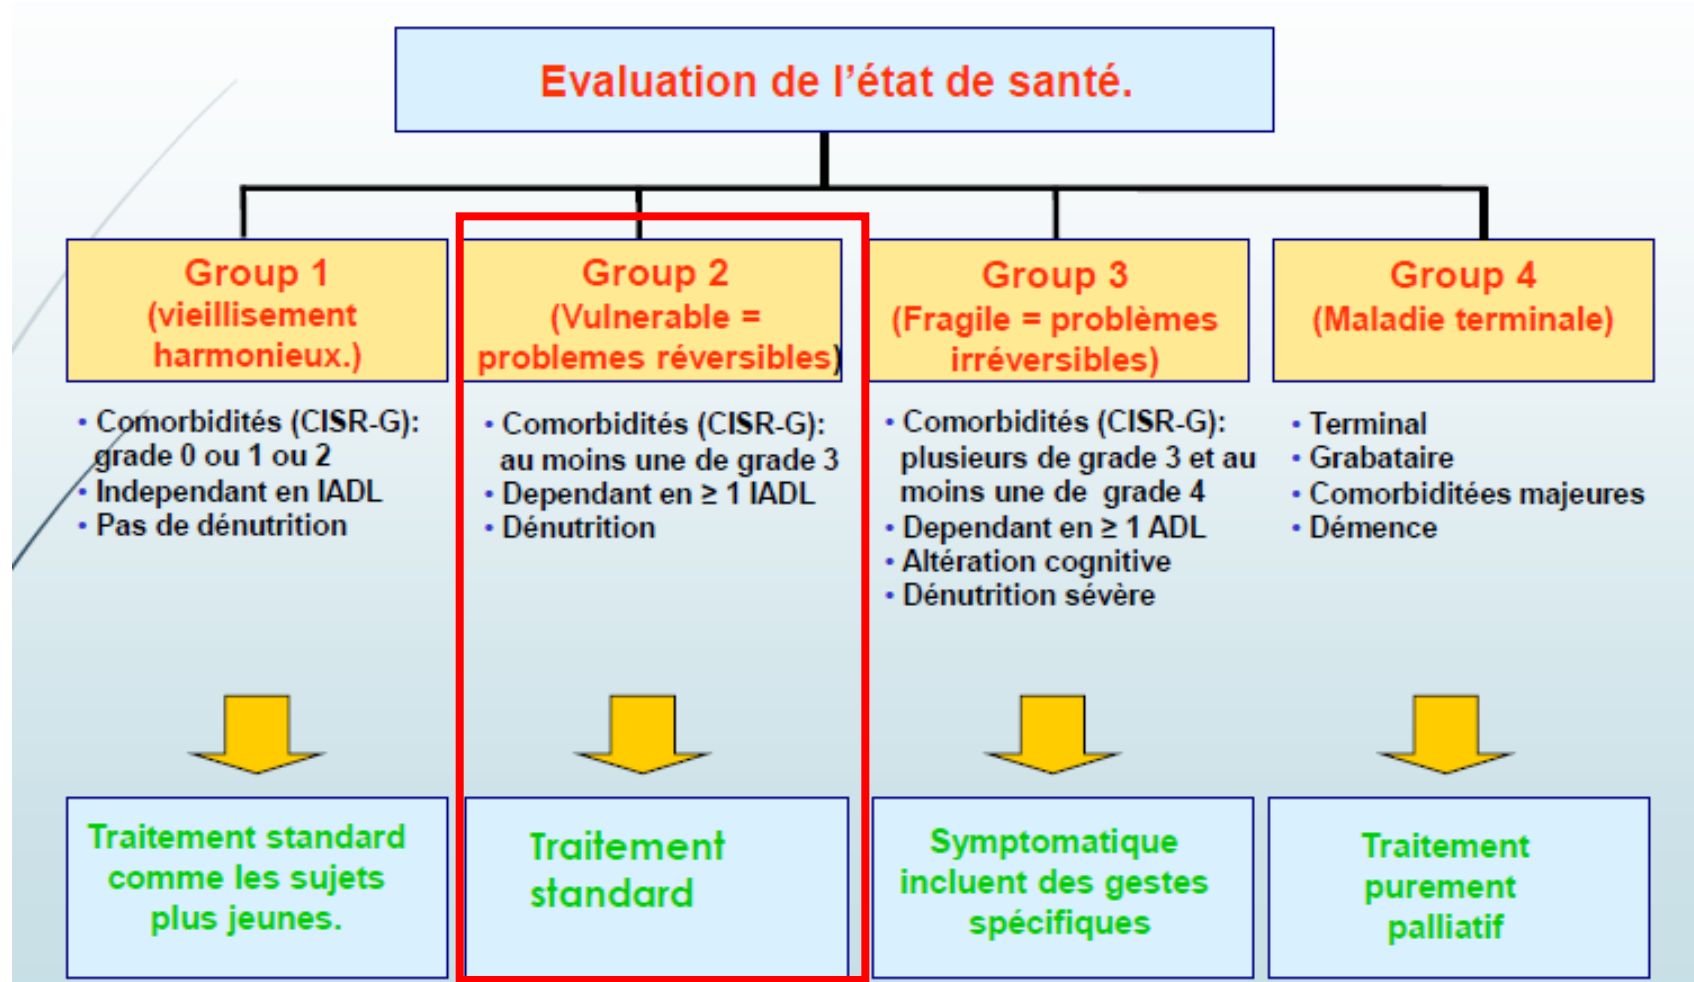 Evaluation de l'état de santé.
Group 1
(vieillisement
harmonieux.)
• Comorbidités (CISR-G):
grade 0 ou 1 ou 2
• Independant en IADL
• Pas de dénutrition
Traitement standard
comme les sujets
plus jeunes.
Group 2
(Vulnerable =
problemes réversibles)
• Comorbidités (CISR-G):
au moins une de grade 3
• Dependant en ≥ 1 IADL
• Dénutrition
Traitement
standard
Group 3
(Fragile = problèmes
irréversibles)
• Comorbidités (CISR-G):
plusieurs de grade 3 et au
moins une de grade 4
• Dependant en ≥ 1 ADL
• Altération cognitive
• Dénutrition sévère
Symptomatique
incluent des gestes
spécifiques
Group 4
(Maladie terminale)
• Terminal
• Grabataire
• Comorbiditées majeures
• Démence
Traitement
purement
palliatif